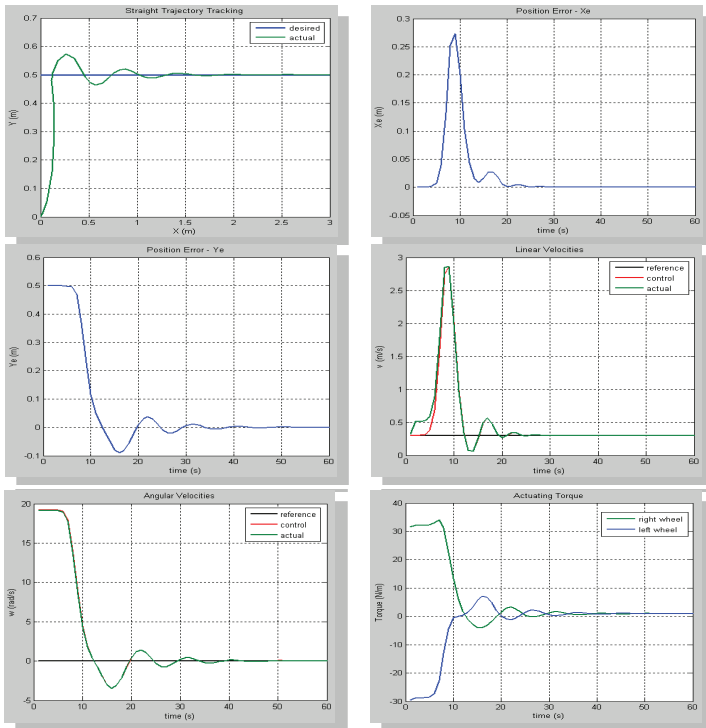 Straight Trajectory Tracking
desired
actual
0.7
0.6
0.5
0.4
0.3
0.2
0.1
0
Y (m)
0 0.5 1 1.5 2 2.5 3
X (m)
Position Error - Xe
0.3
0.25
0.2
0.15
0.1
0.05
0
-0.05
Xe (m)
0 10 20 30 40 50 60
time (s)
Position Error - Ye
0.6
0.5
0.4
0.3
0.2
0.1
0
-0.1
Ye (m)
0 10 20 30 40 50 60
time (s)
Linear Velocities
reference
control
actual
3
2.5
2
1.5
1
0.5
0
v (m/s)
0 10 20 30 40 50 60
time (s)
Angular Velocities
reference
control
actual
20
15
10
5
0
-5
w (rad/s)
0 10 20 30 40 50 60
time (s)
Actuating Torque
right wheel
left wheel
40
30
20
10
0
-10
-20
-30
Torque (N/m)
0 10 20 30 40 50 60
time (s)